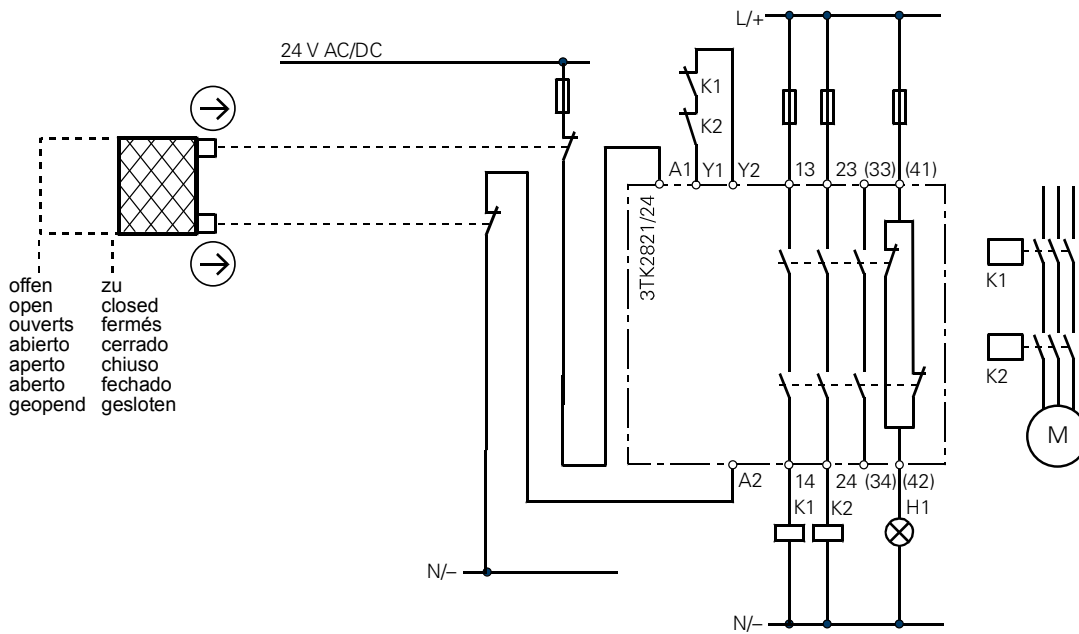 L/+
24 V AC/DC
K1
K2
A1 Y1 Y2 13 23 (33) (41)
3TK2821/24
K1
K2
M
offen zu
open closed
ouverts fermés
abierto cerrado
aperto chiuso
aberto fechado
geopend gesloten
A2 14 24 (34) (42)
K1 K2 H1
N/–
N/–